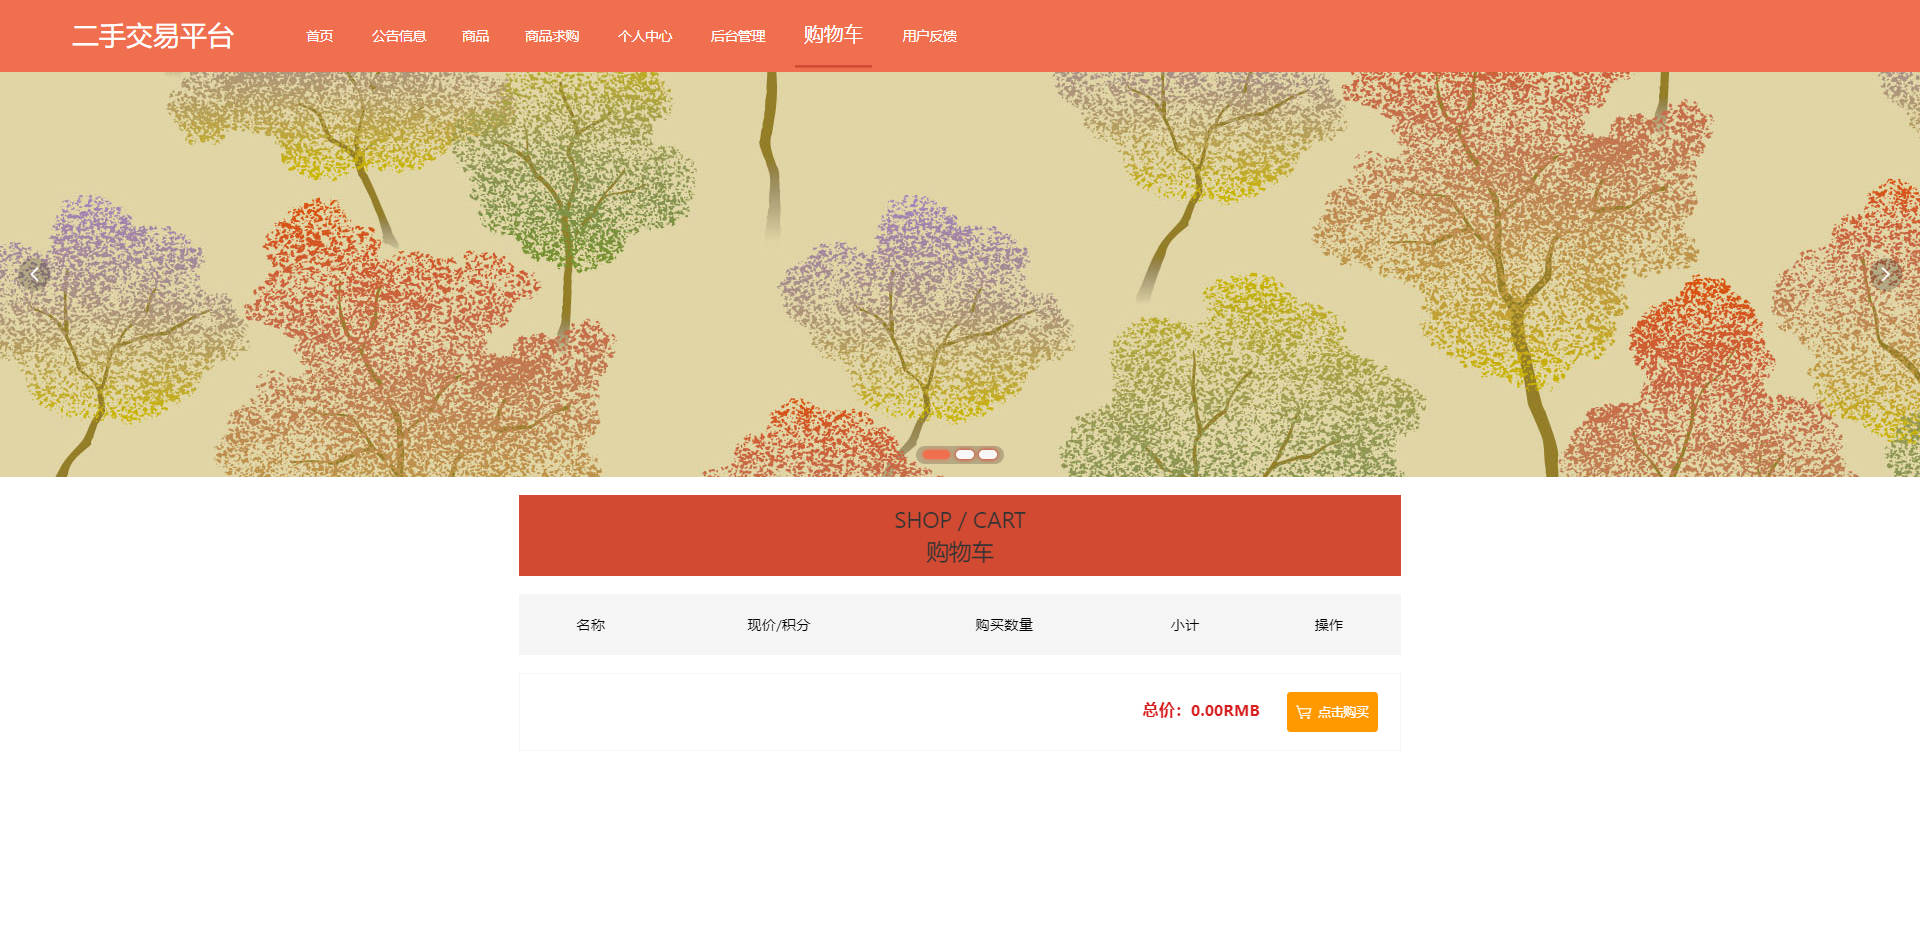 二手交易平台 首页 公告信息 商品 商品求购 个人中心 后台管理 购物车 用户反馈
SHOP / CART
购物车
名称 现价/积分 购买数量 小计 操作
总价：0.00RMB 点击购买